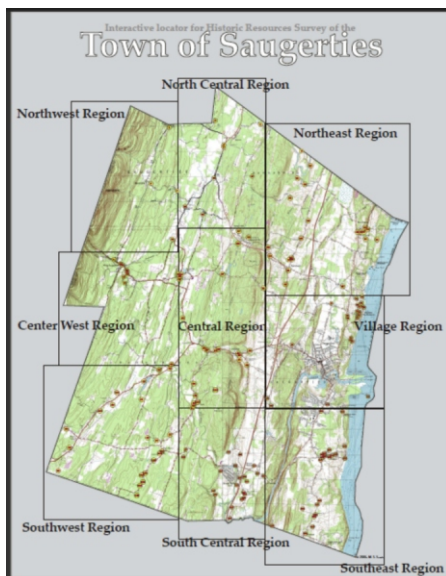 Interactive locator for Historic Resources Survey of the
Town of Saugerties
North Central Region
Northwest Region
Northeast Region
Center West Region
Central Region
Village Region
Southwest Region
South Central Region
Southeast Region